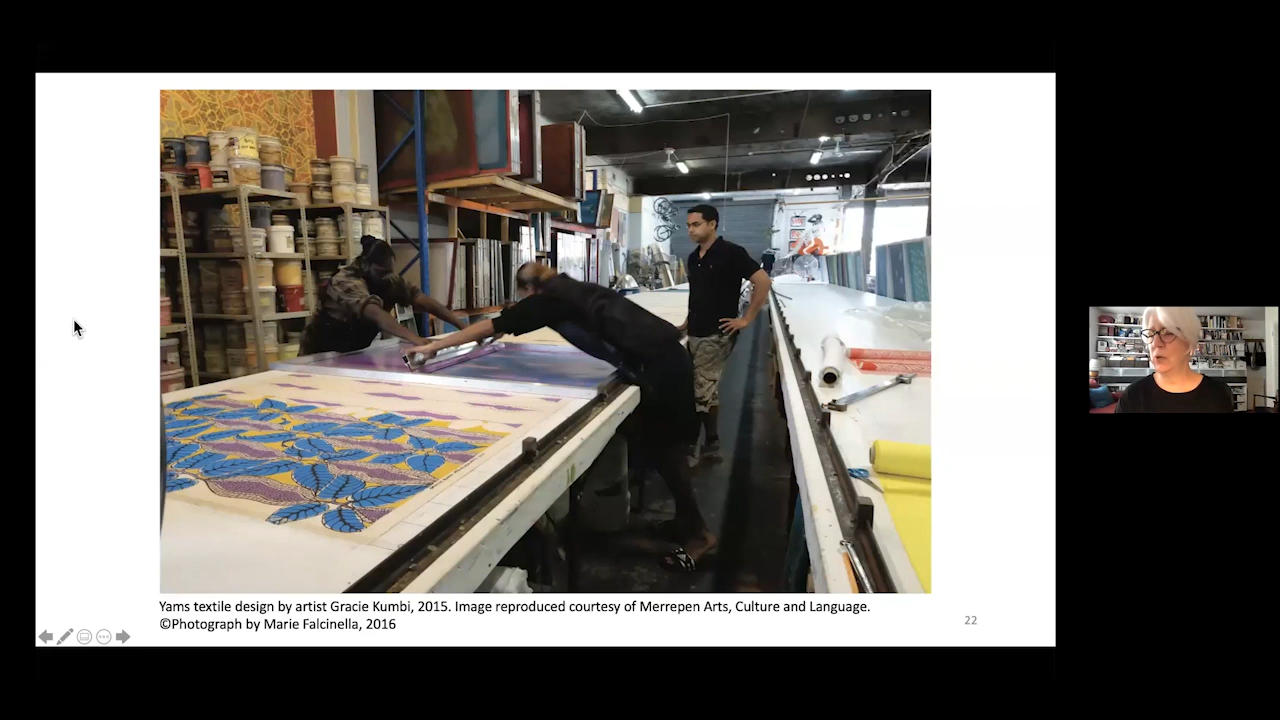 Yams textile design by artist Gracie Kumbi, 2015. Image reproduced courtesy of Merrepen Arts, Culture and Language.
©Photograph by Marie Falcinella, 2016
22